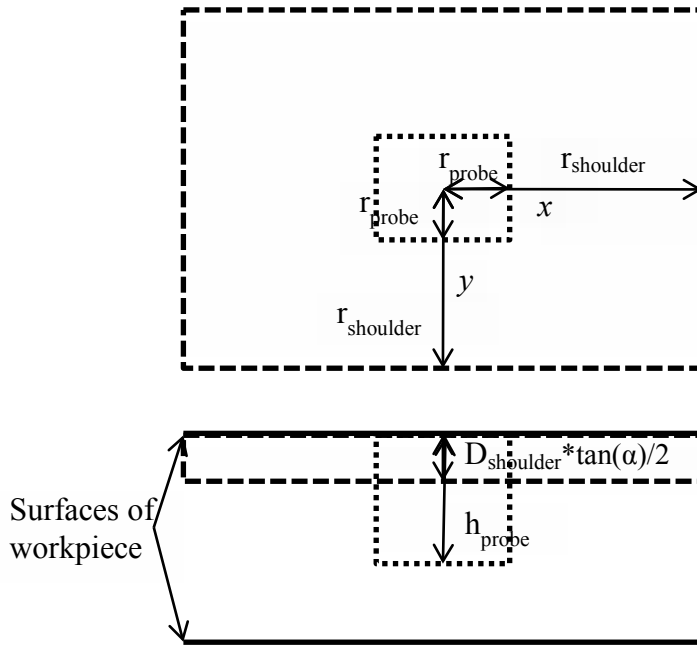 r_probe r_shoulder
r_probe x
y
r_shoulder
D_shoulder*tan(α)/2
Surfaces of
workpiece
h_probe